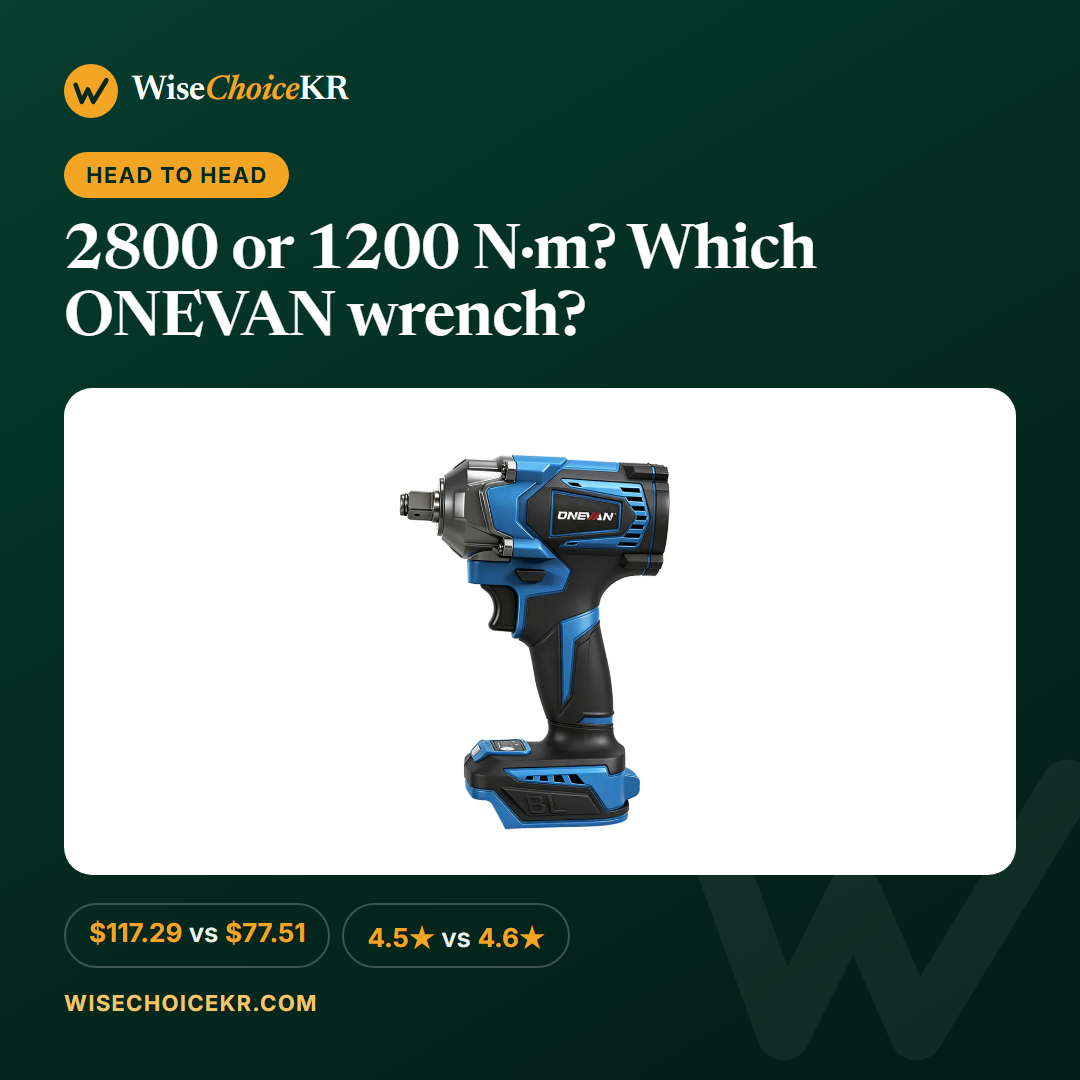 WiseChoiceKR
HEAD TO HEAD
2800 or 1200 N·m? Which
ONEVAN wrench?
ONEVAN
BL
$117.29 vs $77.51
4.5★ vs 4.6★
WISECHOICEKR.COM